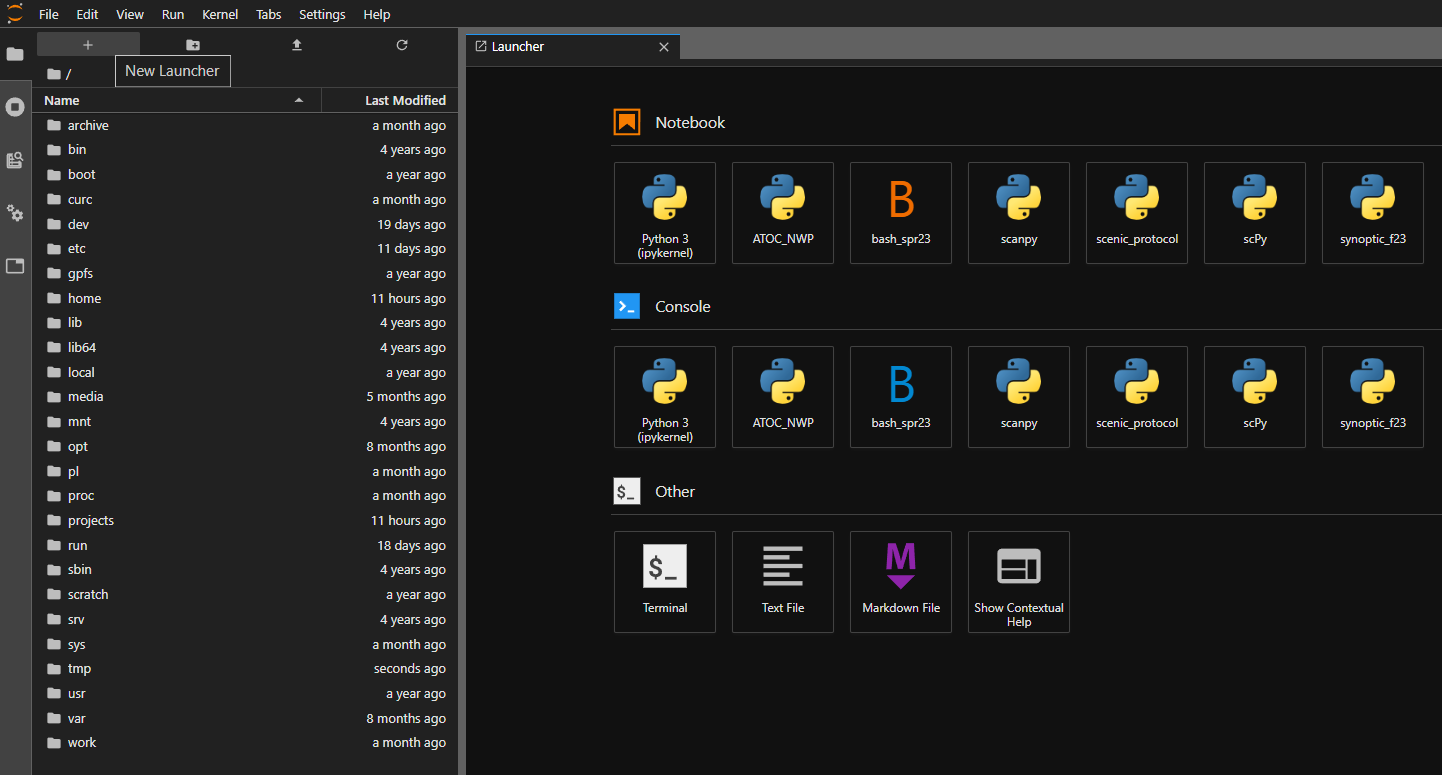 File Edit View Run Kernel Tabs Settings Help
New Launcher
/
Name Last Modified
archive a month ago
bin 4 years ago
boot a year ago
curc a month ago
dev 19 days ago
etc 11 days ago
gpfs a year ago
home 11 hours ago
lib 4 years ago
lib64 4 years ago
local a year ago
media 5 months ago
mnt 4 years ago
opt 8 months ago
pl a month ago
proc a month ago
projects 11 hours ago
run 18 days ago
sbin 4 years ago
scratch a year ago
srv 4 years ago
sys a month ago
tmp seconds ago
usr a year ago
var 8 months ago
work a month ago
Launcher
Notebook
Python 3
(ipykernel)
ATOC_NWP
B
bash_spr23
scanpy
scenic_protocol
scPy
synoptic_f23
Console
Python 3
(ipykernel)
ATOC_NWP
B
bash_spr23
scanpy
scenic_protocol
scPy
synoptic_f23
$_ Other
$_
Terminal
Text File
M
Markdown File
Show Contextual
Help